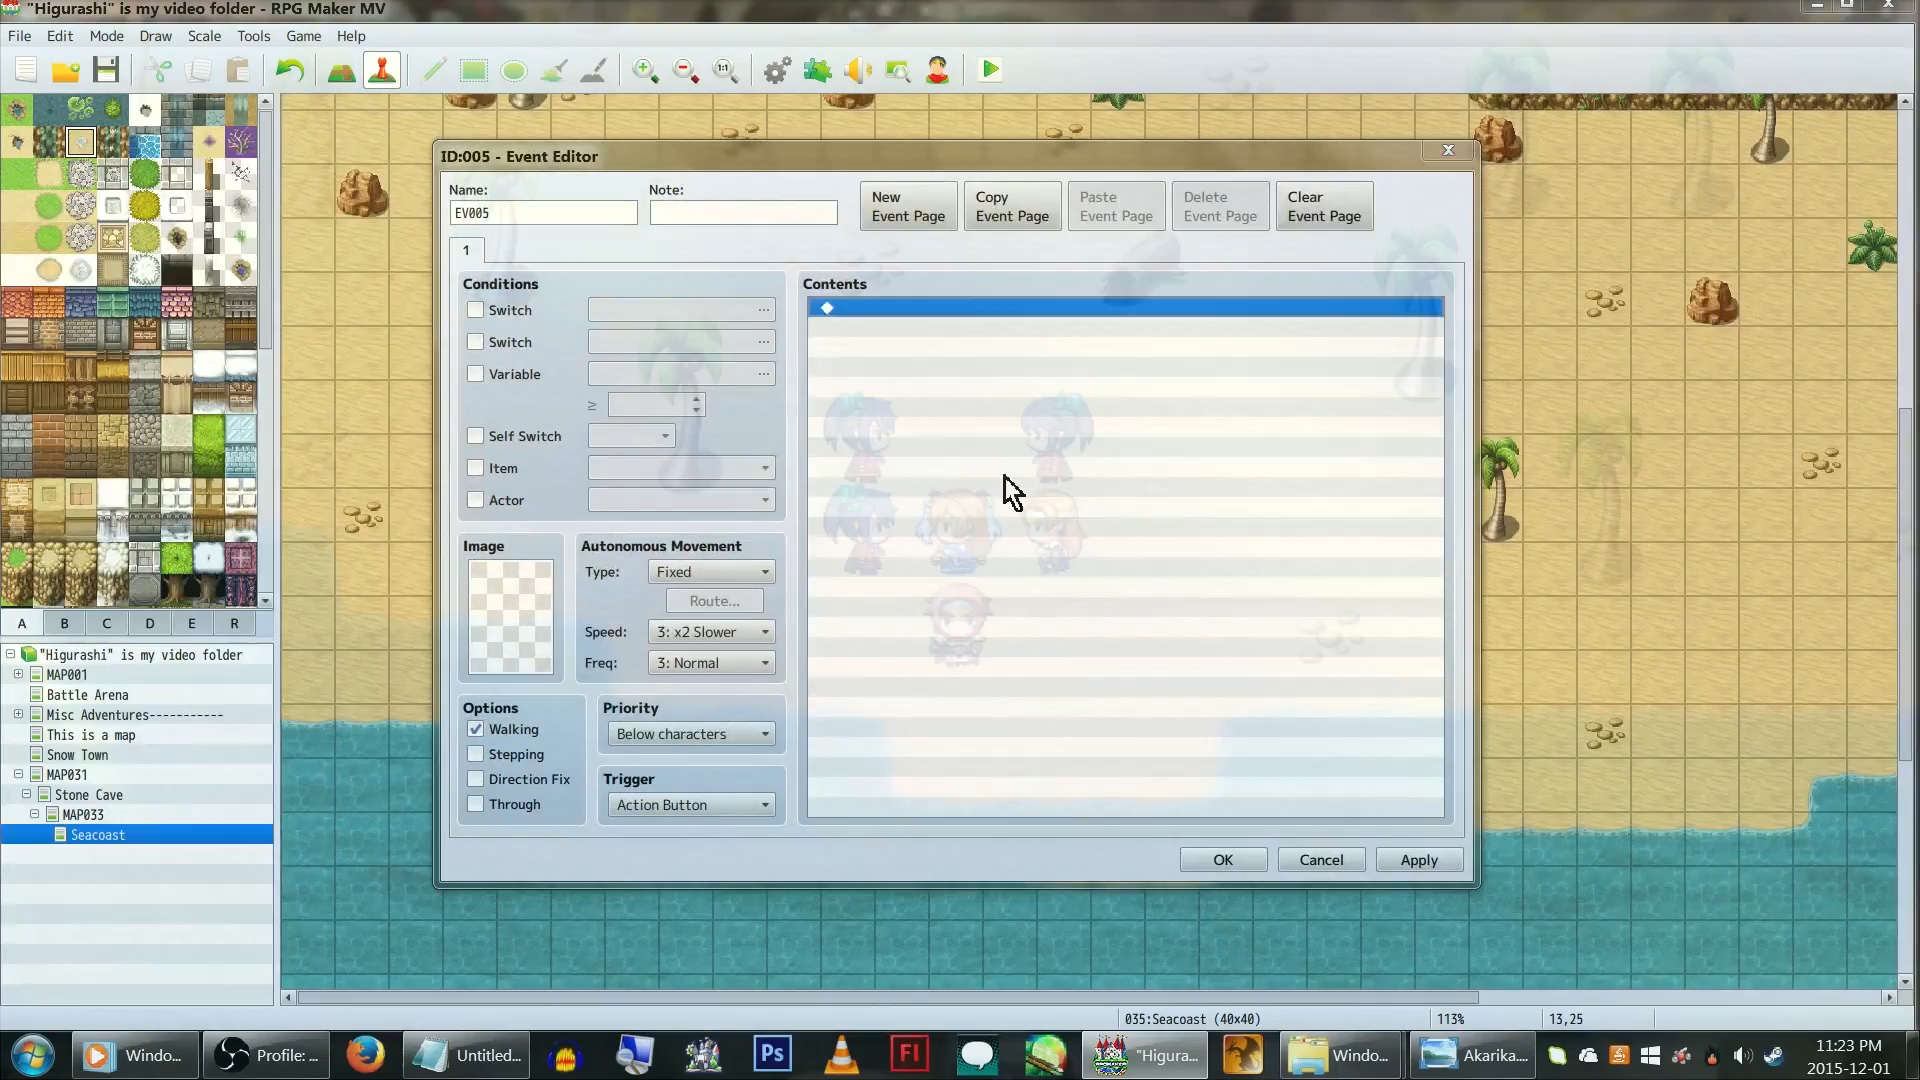 "Higurashi" is my video folder - RPG Maker MV
File Edit Mode Draw Scale Tools Game Help
1:1
ID:005 - Event Editor
Name:
Note:
EV005
New Event Page
Copy Event Page
Paste Event Page
Delete Event Page
Clear Event Page
1
Conditions
Switch ...
Switch ...
Variable ...
≥
Self Switch
Item
Actor
Contents
Image
Autonomous Movement
Type: Fixed
Route...
Speed: 3: x2 Slower
Freq: 3: Normal
Options
Walking
Stepping
Direction Fix
Through
Priority
Below characters
Trigger
Action Button
OK Cancel Apply
A B C D E R
"Higurashi" is my video folder
MAP001
Battle Arena
Misc Adventures-----------
This is a map
Snow Town
MAP031
Stone Cave
MAP033
Seacoast
035:Seacoast (40x40) 113% 13,25
Windo... Profile: ... Untitled... Ps Fl "Higura... Windo... Akarika...
11:23 PM
2015-12-01